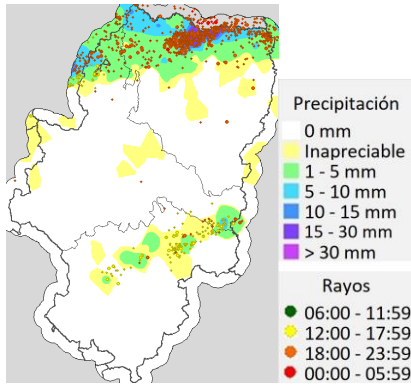 Precipitación
0 mm
Inapreciable
1 - 5 mm
5 - 10 mm
10 - 15 mm
15 - 30 mm
> 30 mm
Rayos
06:00 - 11:59
12:00 - 17:59
18:00 - 23:59
00:00 - 05:59